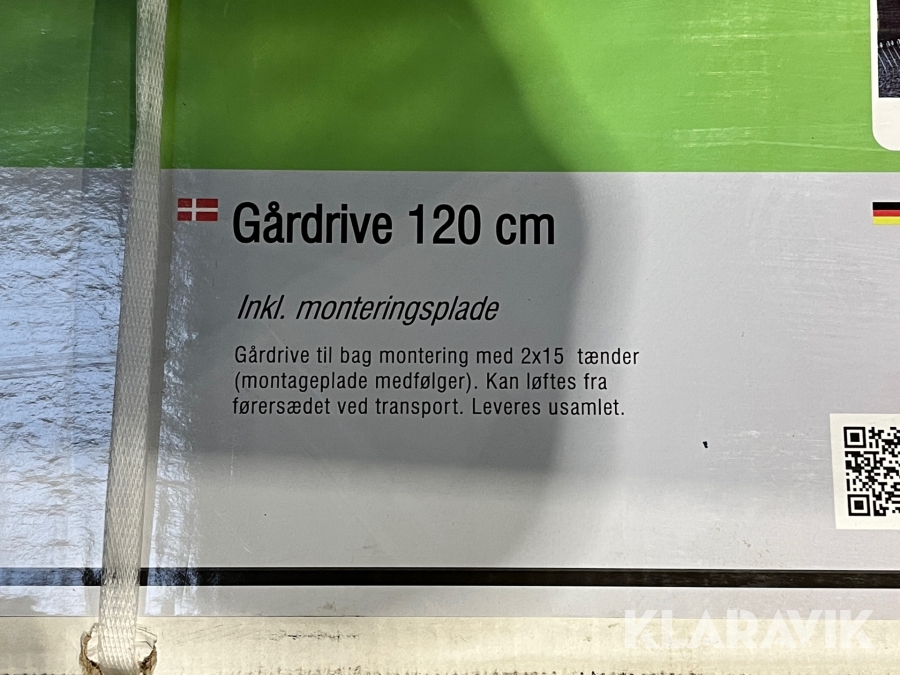 Gårdrive 120 cm
Inkl. monteringsplade
Gårdrive til bag montering med 2x15 tænder
(montageplade medfølger). Kan løftes fra
førersædet ved transport. Leveres usamlet.
KLARAVIK